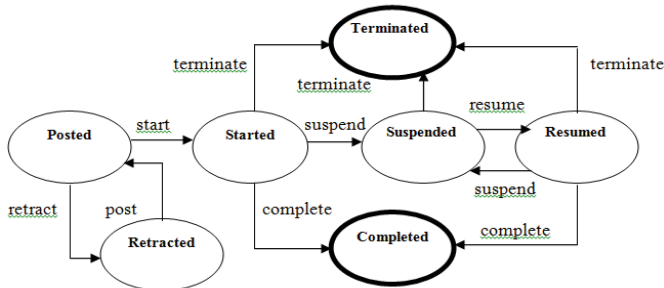 Terminated
terminate
terminate
terminate
Posted
start
Started
suspend
Suspended
resume
Resumed
suspend
retract
post
complete
complete
Retracted
Completed